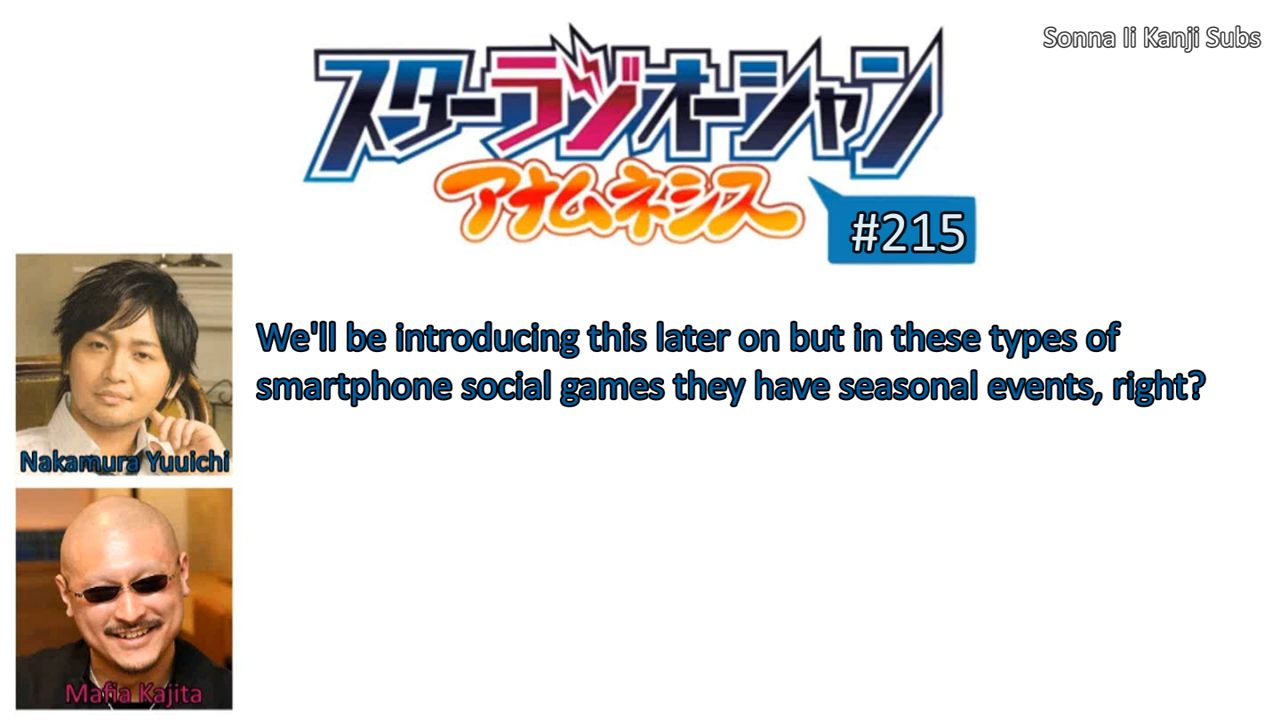 Sonna Ii Kanji Subs
スターラジオーシャン
アナムネシス
#215
We'll be introducing this later on but in these types of
smartphone social games they have seasonal events, right?
Nakamura Yuuichi
Mafia Kajita